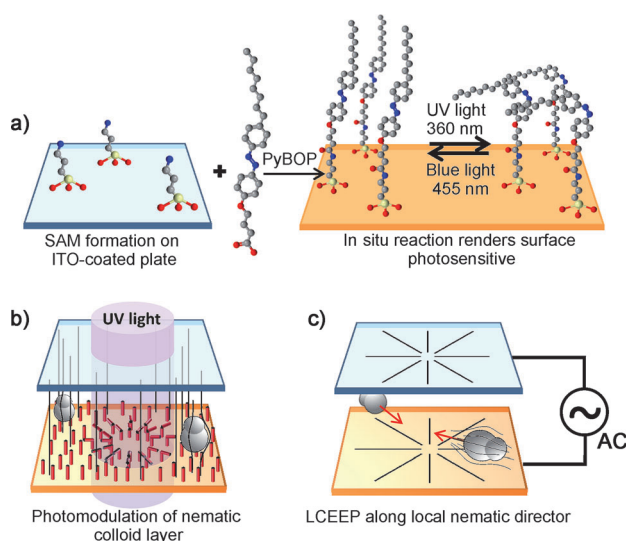 a)
+
PyBOP
UV light
360 nm
Blue light
455 nm
SAM formation on
ITO-coated plate
In situ reaction renders surface
photosensitive
b)
UV light
Photomodulation of nematic
colloid layer
c)
AC
LCEEP along local nematic director